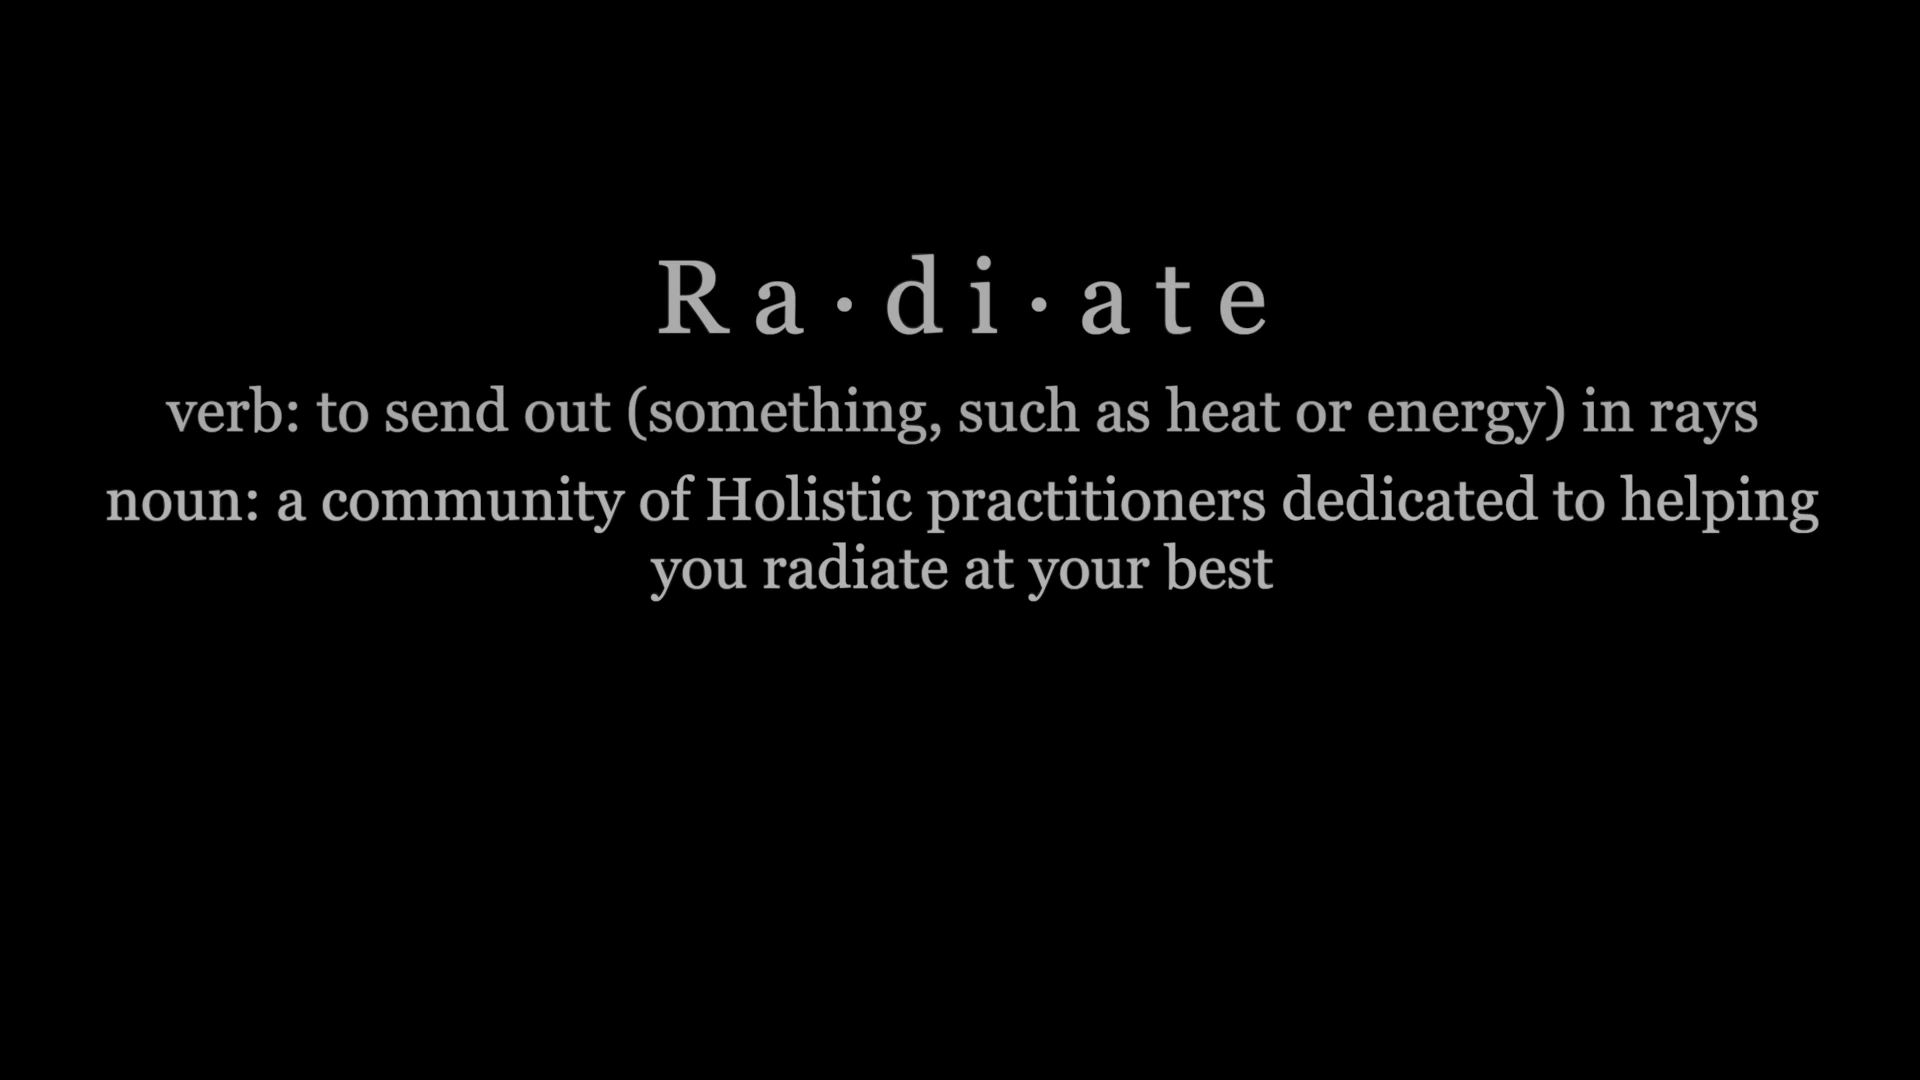 Ra·di·ate
verb: to send out (something, such as heat or energy) in rays
noun: a community of Holistic practitioners dedicated to helping
you radiate at your best